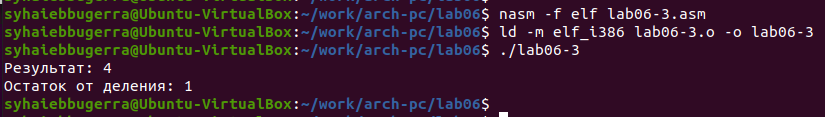 syhaiebbugerra@Ubuntu-VirtualBox:~/work/arch-pc/lab06$ nasm -f elf lab06-3.asm
syhaiebbugerra@Ubuntu-VirtualBox:~/work/arch-pc/lab06$ ld -m elf_i386 lab06-3.o -o lab06-3
syhaiebbugerra@Ubuntu-VirtualBox:~/work/arch-pc/lab06$ ./lab06-3
Результат: 4
Остаток от деления: 1
syhaiebbugerra@Ubuntu-VirtualBox:~/work/arch-pc/lab06$